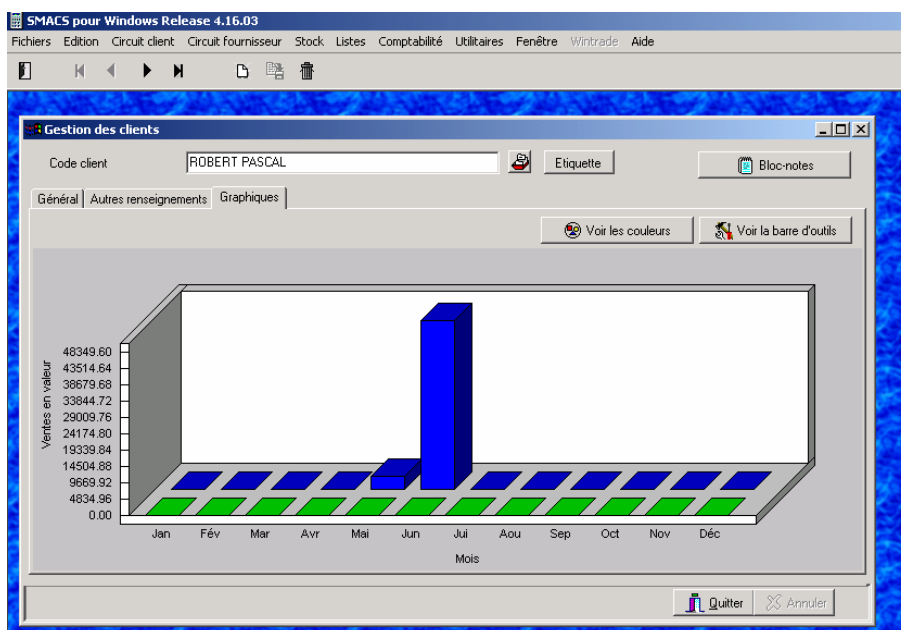 SMACS pour Windows Release 4.16.03
Fichiers Edition Circuit client Circuit fournisseur Stock Listes Comptabilité Utilitaires Fenêtre Wintrade Aide
Gestion des clients
Code client ROBERT PASCAL Etiquette Bloc-notes
Général Autres renseignements Graphiques
Voir les couleurs Voir la barre d'outils
Ventes en valeur
48349.60
43514.64
38679.68
33844.72
29009.76
24174.80
19339.84
14504.88
9669.92
4834.96
0.00
Jan Fév Mar Avr Mai Jun Jui Aou Sep Oct Nov Déc
Mois
Quitter Annuler